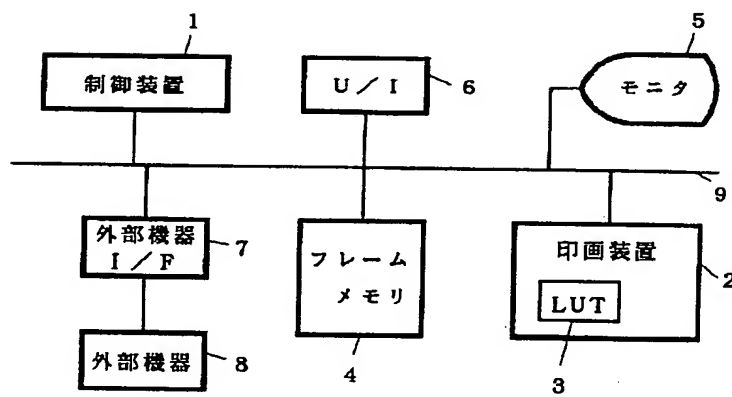 1
5
制御装置
U/I
6
モニタ
9
外部機器
I/F
7
フレーム
メモリ
印画装置
2
LUT
外部機器
8
4
3